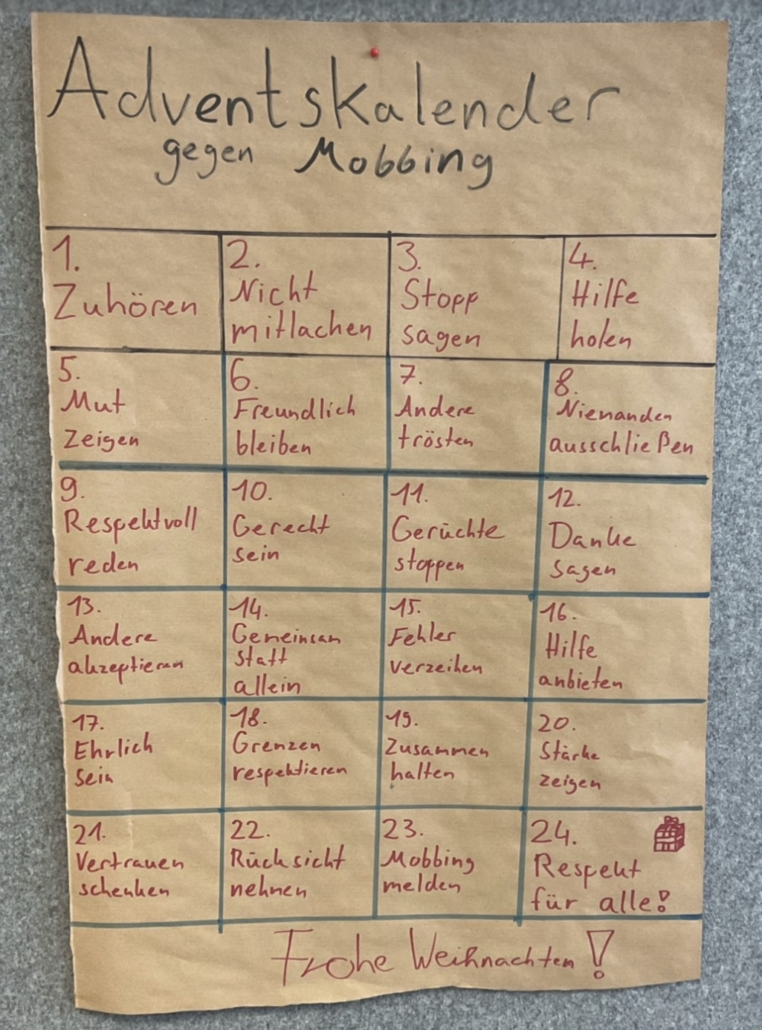 Adventskalender
gegen Mobbing
1.
Zuhören
2.
Nicht
mitlachen
3.
Stopp
sagen
4.
Hilfe
holen
5.
Mut
zeigen
6.
Freundlich
bleiben
7.
Andere
trösten
8.
Niemanden
ausschließen
9.
Respektvoll
reden
10.
Gerecht
sein
11.
Gerüchte
stoppen
12.
Danke
sagen
13.
Andere
akzeptieren
14.
Gemeinsam
statt
allein
15.
Fehler
verzeihen
16.
Hilfe
anbieten
17.
Ehrlich
sein
18.
Grenzen
respektieren
19.
Zusammen
halten
20.
Stärke
zeigen
21.
Vertrauen
schenken
22.
Rücksicht
nehmen
23.
Mobbing
melden
24.
Respekt
für alle!
Frohe Weihnachten!